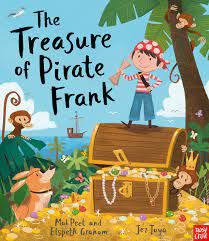 The
Treasure
of Pirate
Frank
Mal Peet and
Elspeth Graham
Jez Tuya
nosy
crow